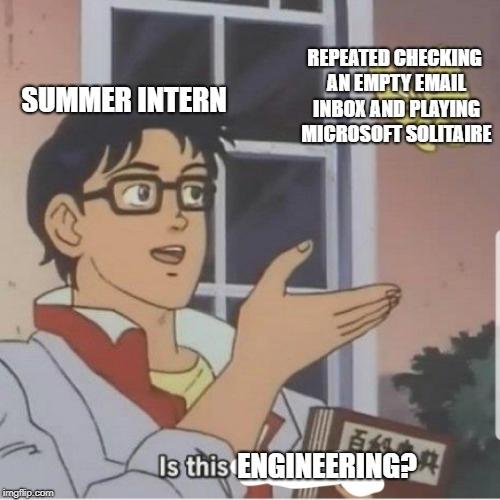 SUMMER INTERN
REPEATED CHECKING
AN EMPTY EMAIL
INBOX AND PLAYING
MICROSOFT SOLITAIRE
Is this ENGINEERING?
imgflip.com